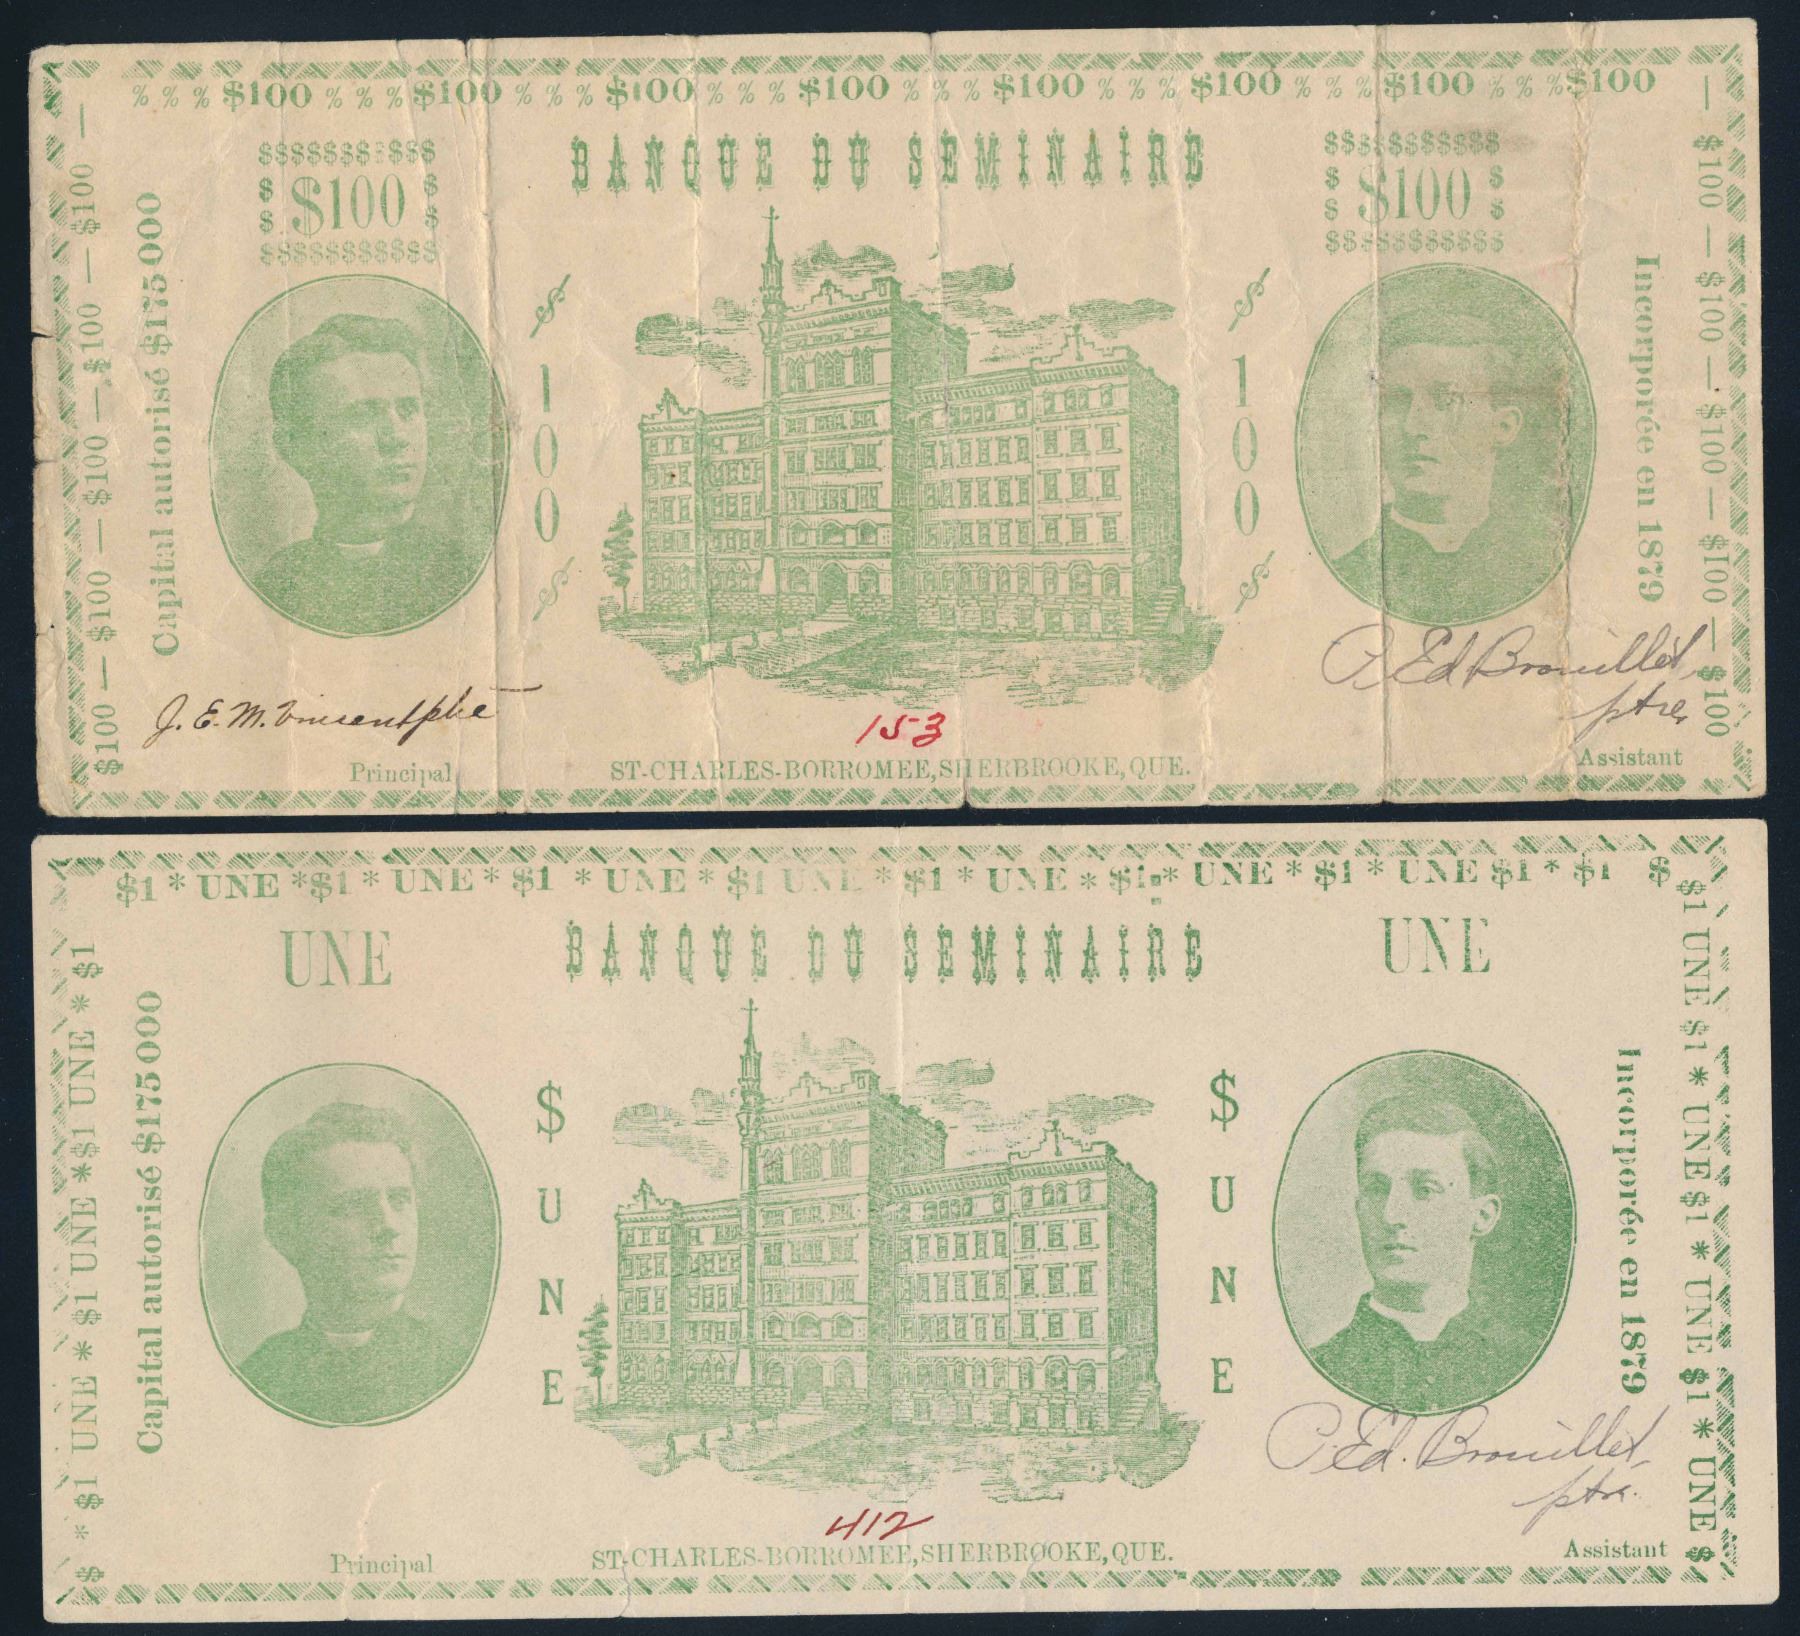 % % % $100 % % % $100 % % % $100 % % % $100 % % % $100 % % % $100 % % % $100 % % % $100
$100 — $100 — $100 — $100 — $100 — $100 —
Capital autorisé $175 000
$$$$$$$$$$$
$ $100 $
$ $
$$$$$$$$$$$
BANQUE DU SEMINAIRE
$$$$$$$$$$$
$ $100 $
$ $
$$$$$$$$$$$
$ 100 $
$ 100 $
Incorporée en 1879
— $100 — $100 — $100 — $100 — $100 — $100
J. E. M. Vincent ptre
Principal
153
ST-CHARLES-BORROMEE, SHERBROOKE, QUE.
P. Ed Brouillet,
ptre,
Assistant
$1 * UNE * $1 * UNE * $1 * UNE * $1 UNE * $1 * UNE * $1 * UNE * $1 * UNE $1 * $1 $
$ * $1 UNE * $1 UNE * $1 UNE * $1 UNE * $1
Capital autorisé $175 000
UNE
BANQUE DU SEMINAIRE
UNE
$ UNE
$ UNE
Incorporée en 1879
$1 UNE $1 * UNE $1 * UNE $1 * UNE $
Principal
412
ST-CHARLES-BORROMEE, SHERBROOKE, QUE.
P. Ed. Brouillet,
ptre.
Assistant